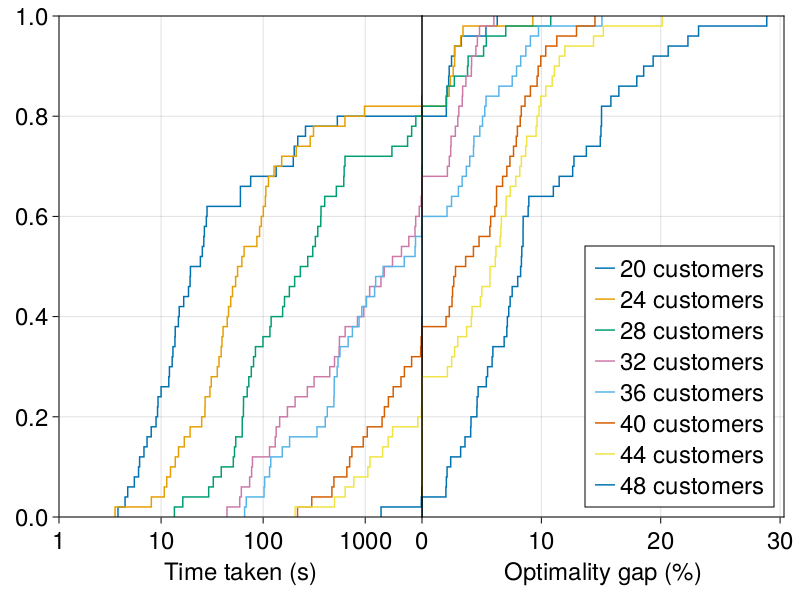 1.0
0.8
0.6
0.4
0.2
0.0
1 10 100 1000 0 10 20 30
Time taken (s) Optimality gap (%)
20 customers
24 customers
28 customers
32 customers
36 customers
40 customers
44 customers
48 customers